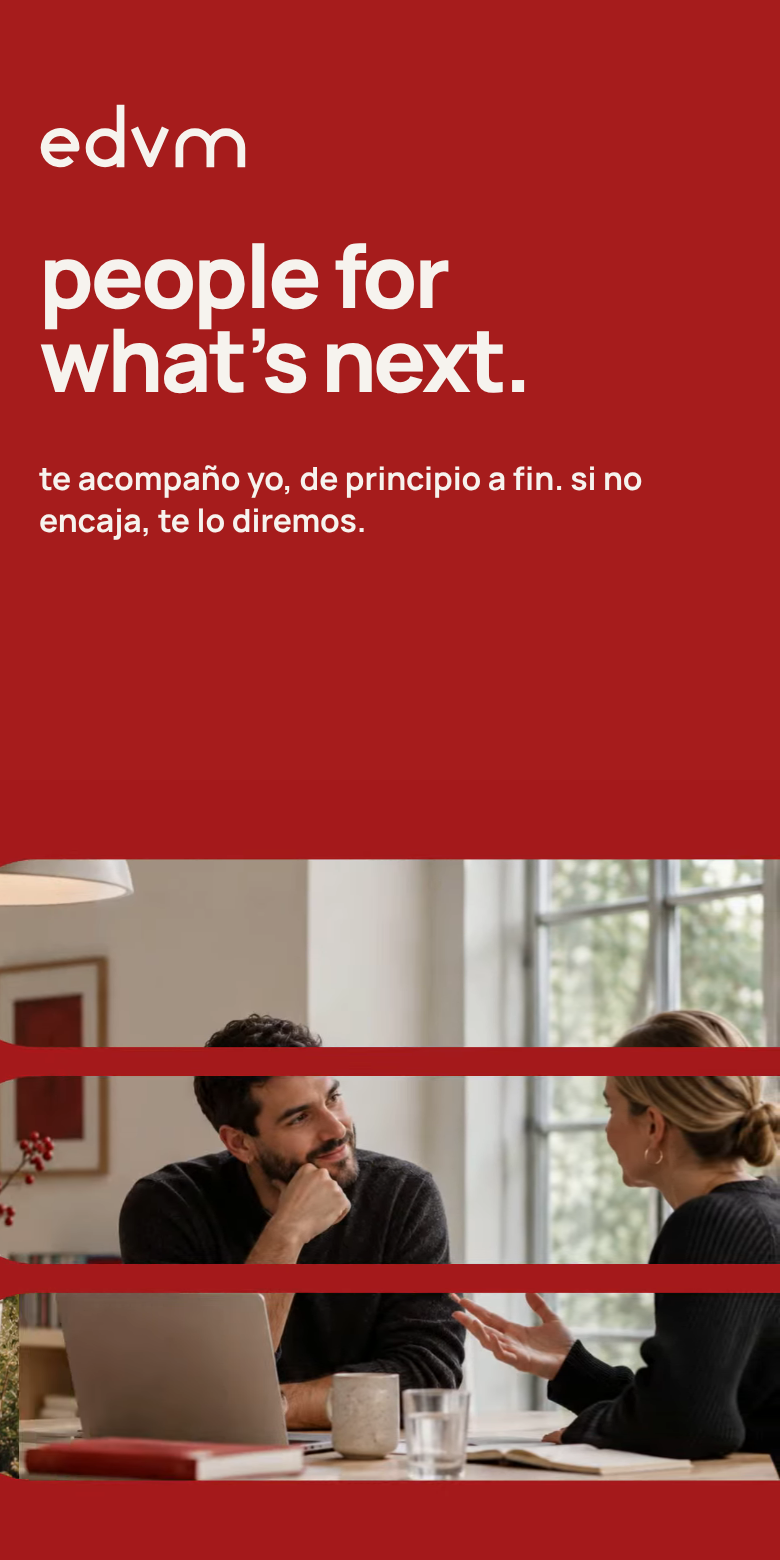 edvm
people for
what’s next.
te acompaño yo, de principio a fin. si no
encaja, te lo diremos.